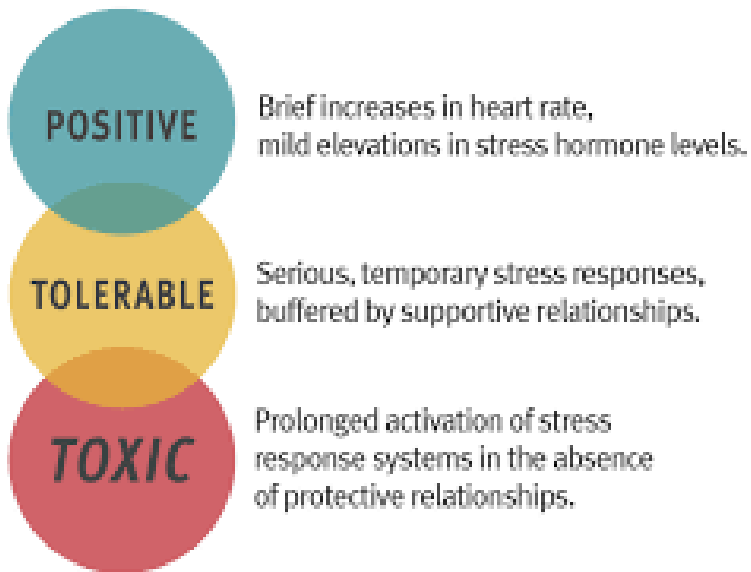 POSITIVE
Brief increases in heart rate,
mild elevations in stress hormone levels.
TOLERABLE
Serious, temporary stress responses,
buffered by supportive relationships.
TOXIC
Prolonged activation of stress
response systems in the absence
of protective relationships.